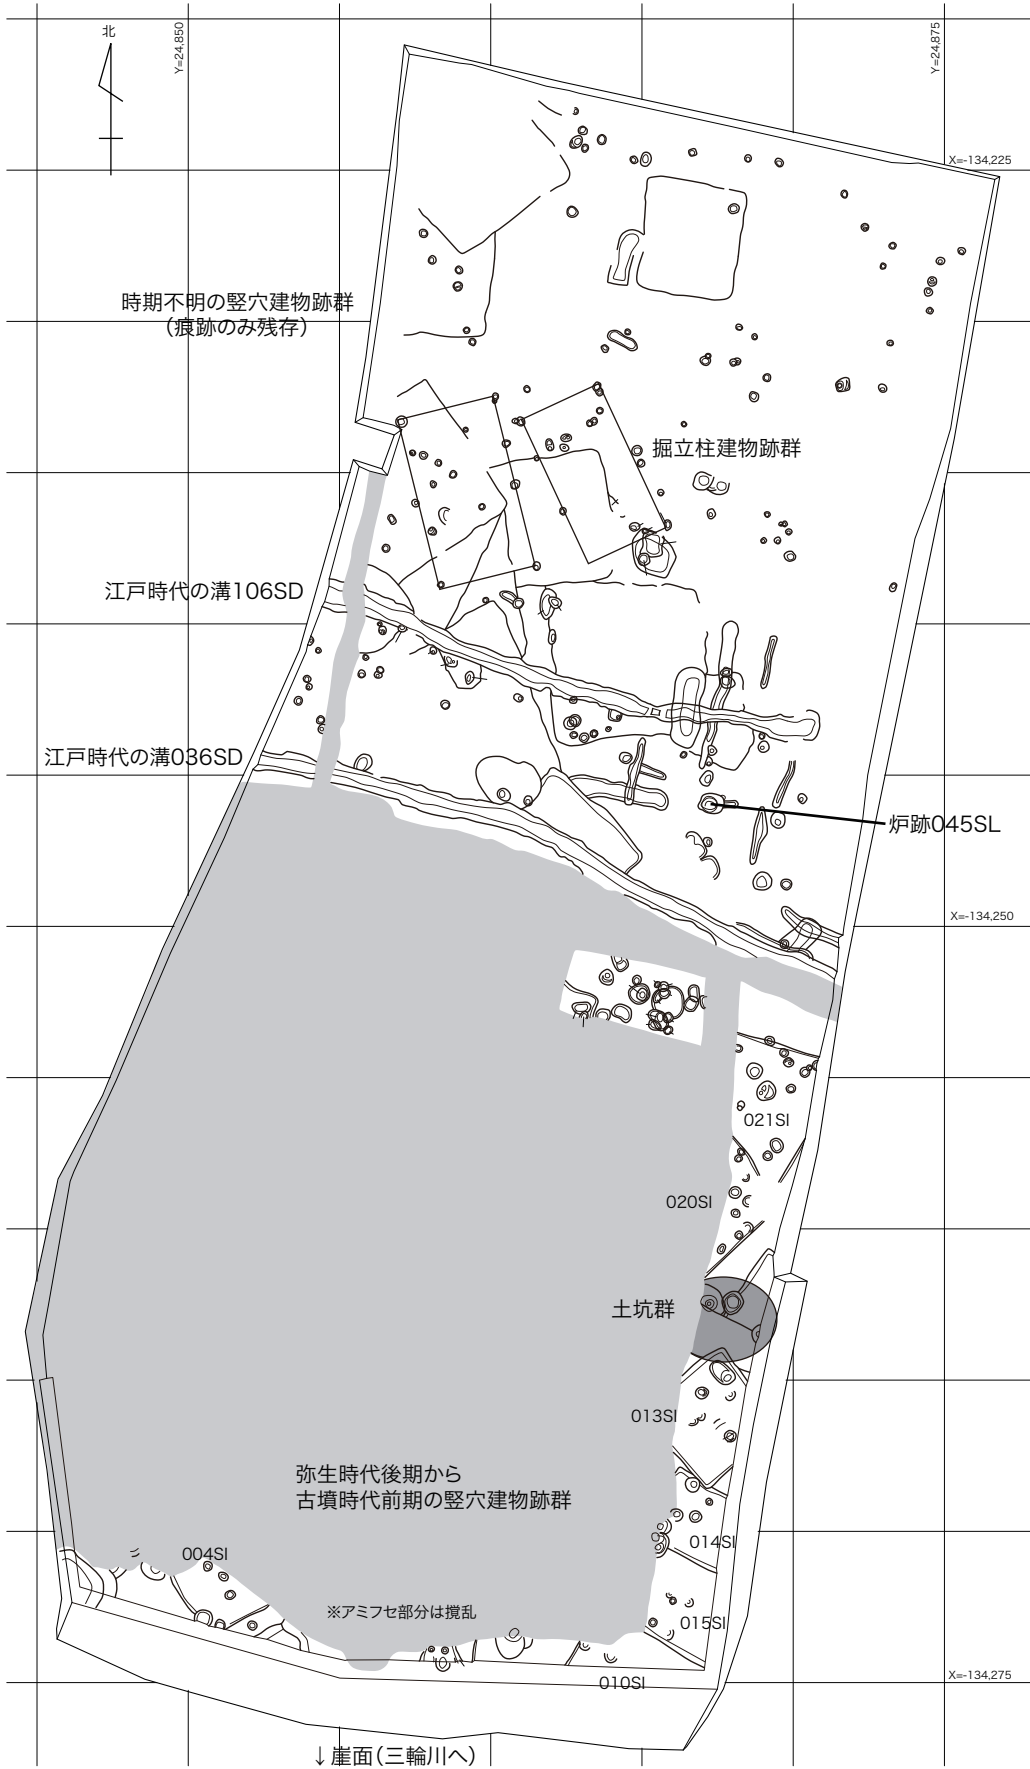 北
Y=24,850
Y=24,875
X=-134,225
時期不明の竪穴建物跡群
（痕跡のみ残存）
掘立柱建物跡群
江戸時代の溝106SD
江戸時代の溝036SD
炉跡045SL
X=-134,250
021SI
020SI
土坑群
013SI
弥生時代後期から
古墳時代前期の竪穴建物跡群
014SI
004SI
※アミフセ部分は撹乱
015SI
010SI
X=-134,275
↓崖面（三輪川へ）